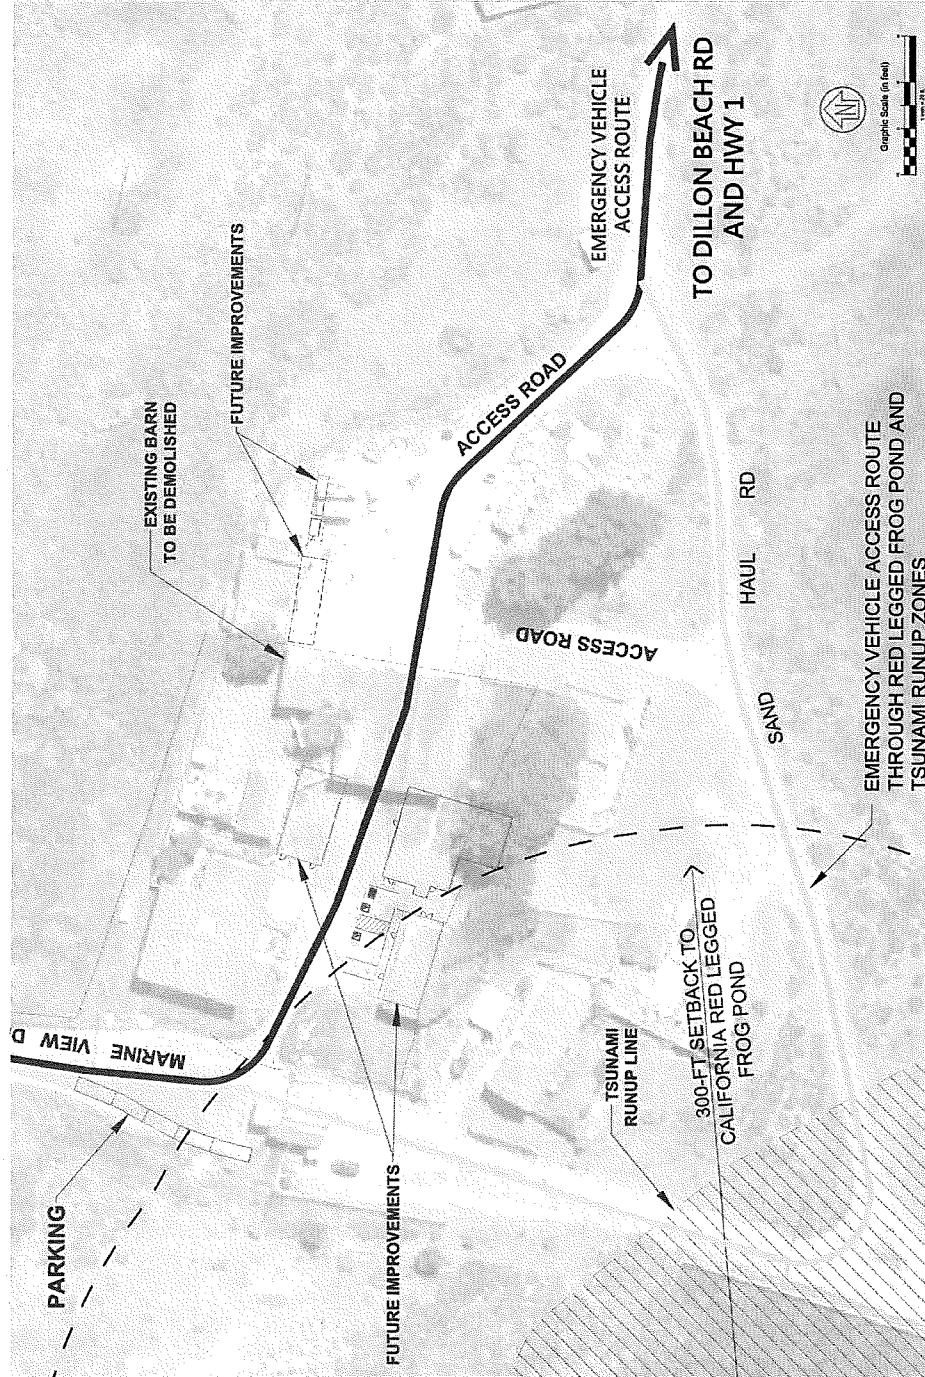 EMERGENCY VEHICLE
ACCESS ROUTE
TO DILLON BEACH RD
AND HWY 1
N
Graphic Scale (in feet)
FUTURE IMPROVEMENTS
EXISTING BARN
TO BE DEMOLISHED
ACCESS ROAD
ACCESS ROAD
SAND HAUL RD
EMERGENCY VEHICLE ACCESS ROUTE
THROUGH RED LEGGED FROG POND AND
TSUNAMI RUNUP ZONES
MARINE VIEW D
PARKING
FUTURE IMPROVEMENTS
TSUNAMI
RUNUP LINE
300-FT SETBACK TO
CALIFORNIA RED LEGGED
FROG POND